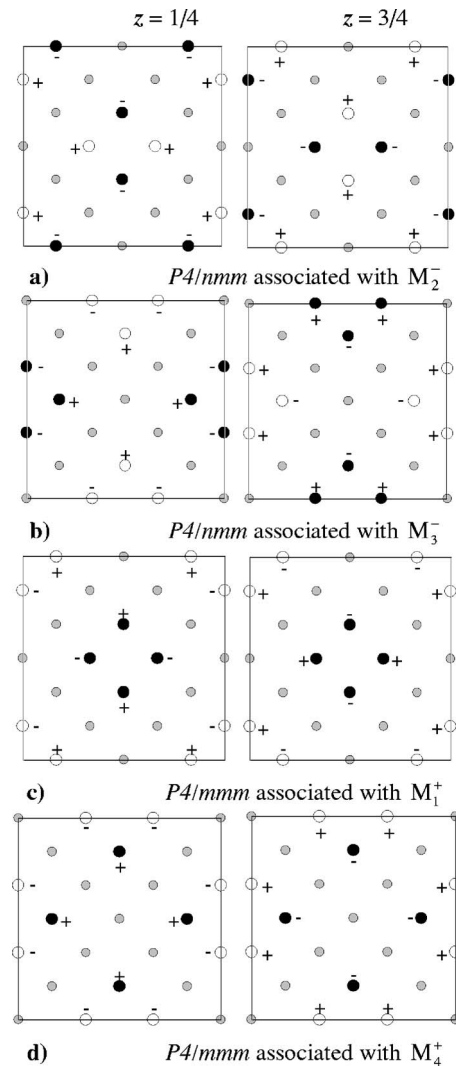 z = 1/4 z = 3/4
a) P4/nmm associated with M₂⁻
b) P4/nmm associated with M₃⁻
c) P4/mmm associated with M₁⁺
d) P4/mmm associated with M₄⁺